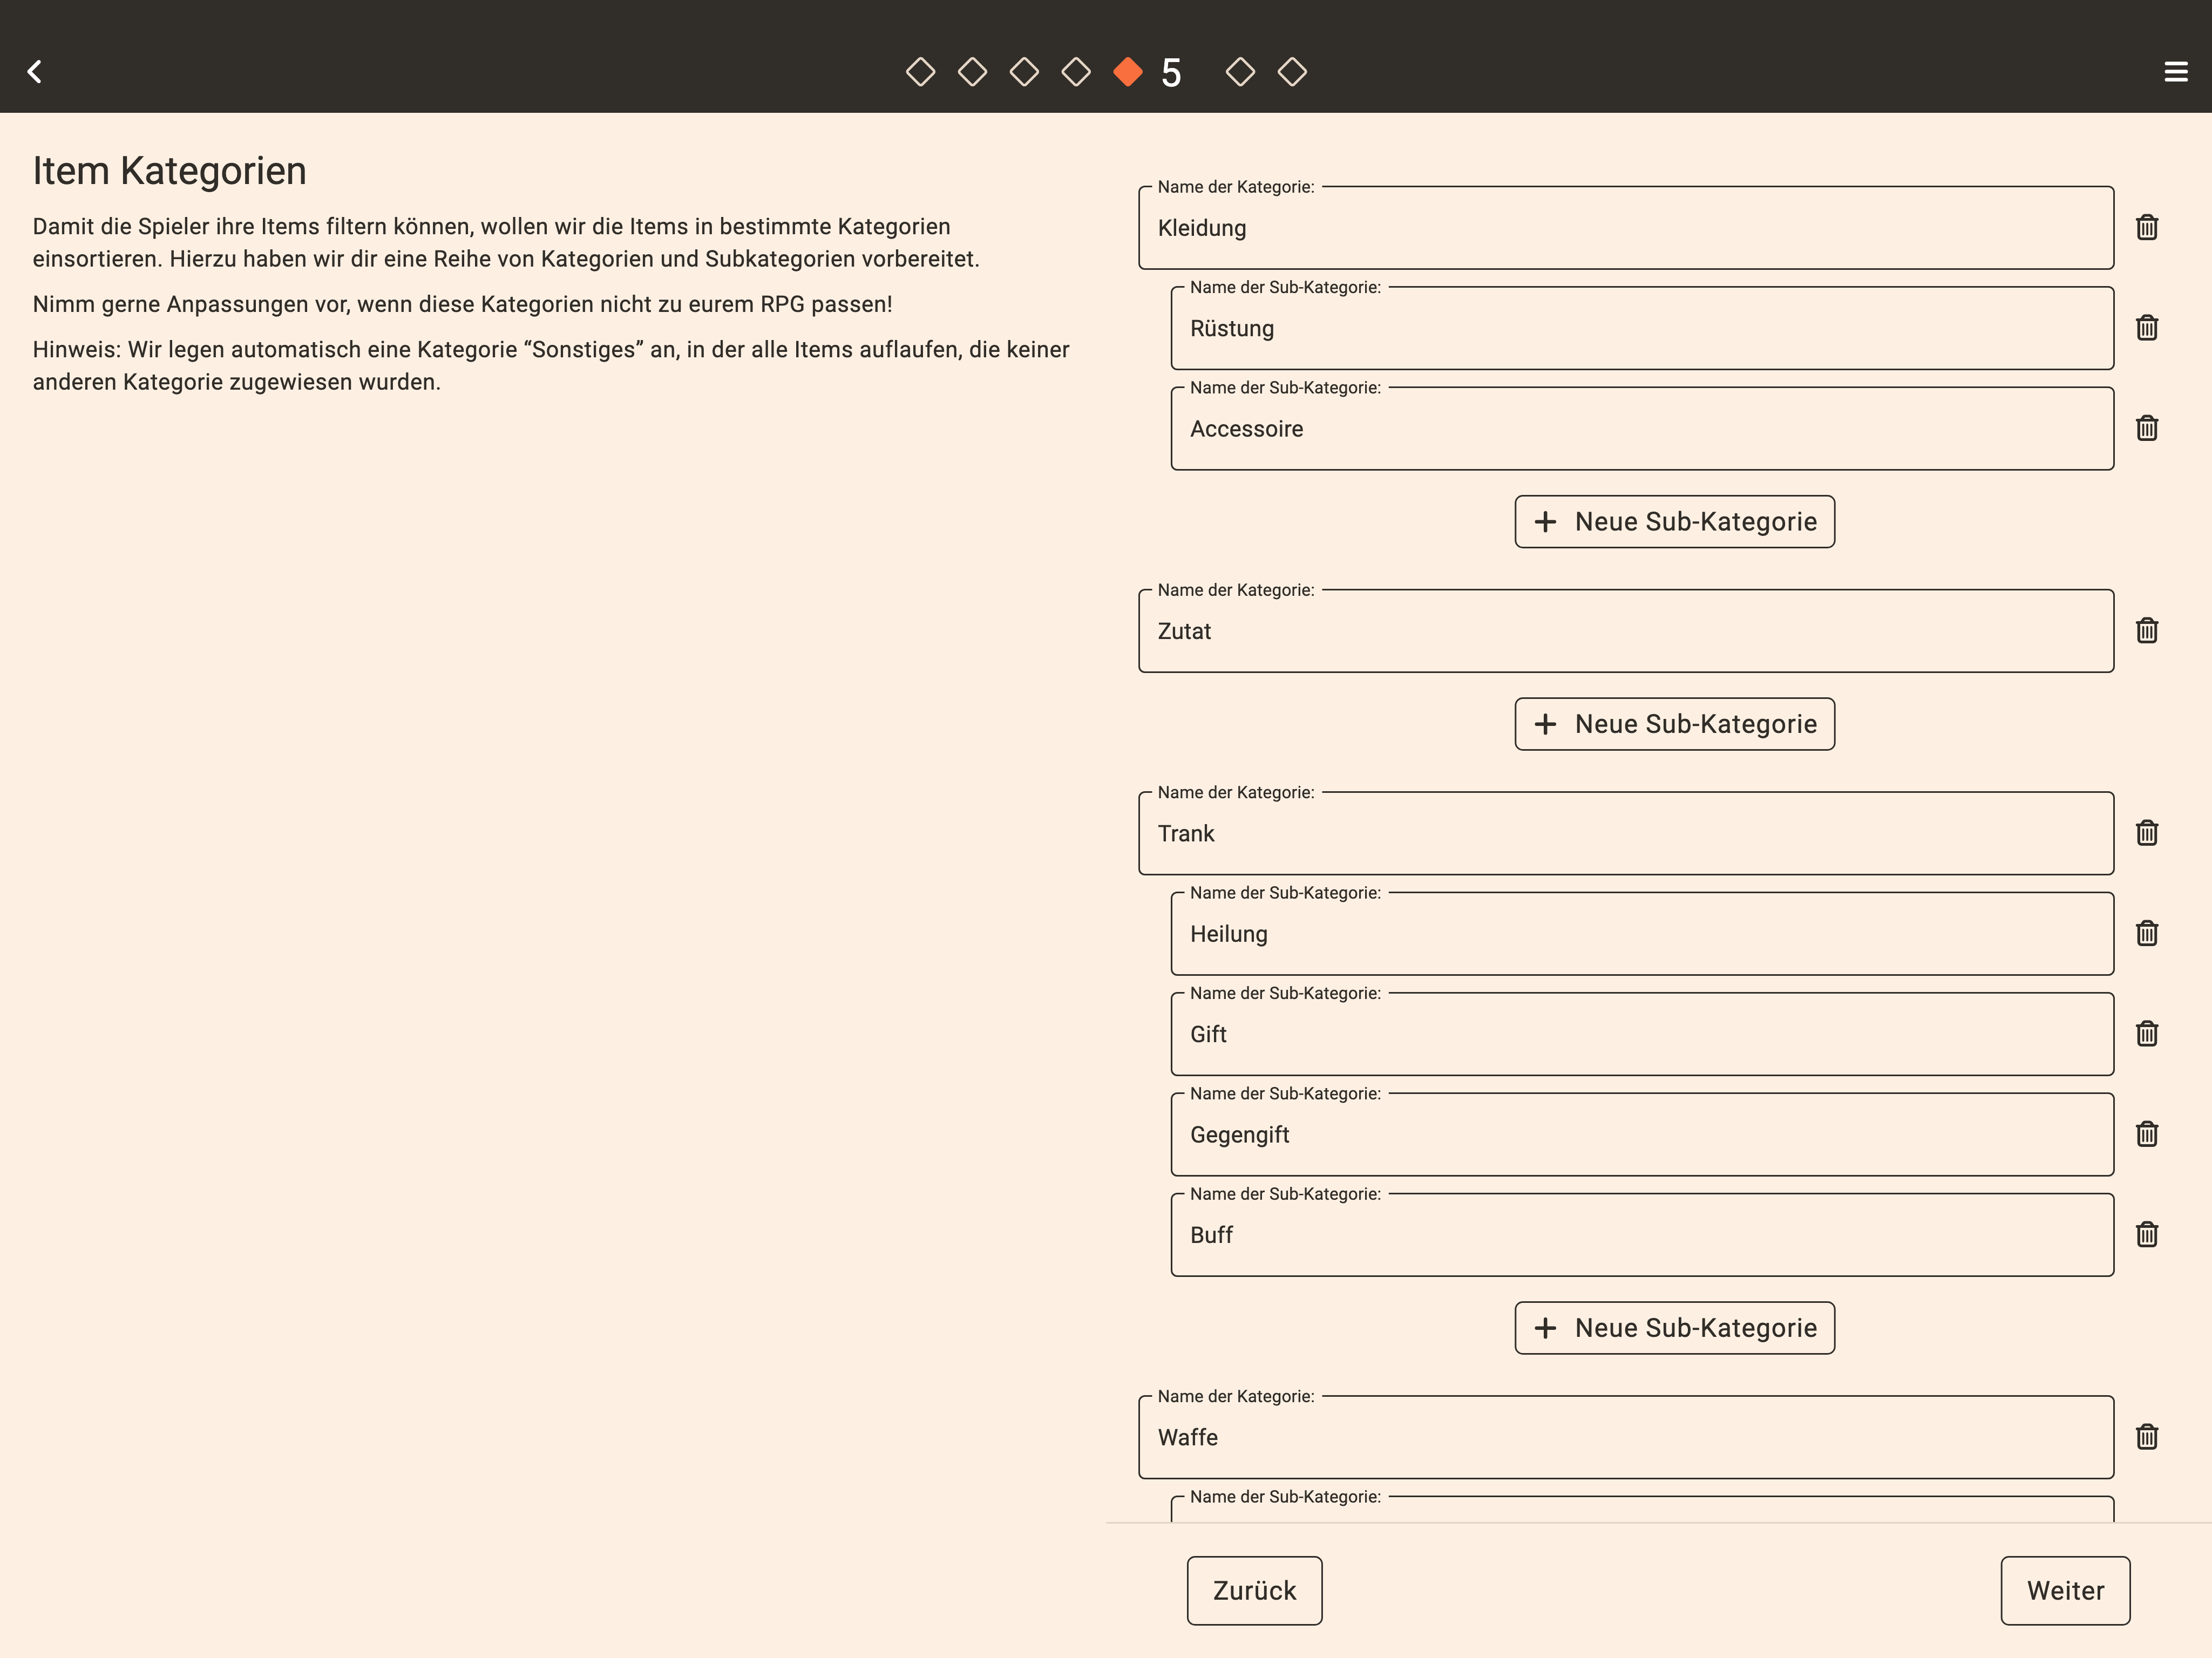 5
Item Kategorien
Damit die Spieler ihre Items filtern können, wollen wir die Items in bestimmte Kategorien
einsortieren. Hierzu haben wir dir eine Reihe von Kategorien und Subkategorien vorbereitet.
Nimm gerne Anpassungen vor, wenn diese Kategorien nicht zu eurem RPG passen!
Hinweis: Wir legen automatisch eine Kategorie “Sonstiges” an, in der alle Items auflaufen, die keiner
anderen Kategorie zugewiesen wurden.
Name der Kategorie:
Kleidung
Name der Sub-Kategorie:
Rüstung
Name der Sub-Kategorie:
Accessoire
Neue Sub-Kategorie
Name der Kategorie:
Zutat
Neue Sub-Kategorie
Name der Kategorie:
Trank
Name der Sub-Kategorie:
Heilung
Name der Sub-Kategorie:
Gift
Name der Sub-Kategorie:
Gegengift
Name der Sub-Kategorie:
Buff
Neue Sub-Kategorie
Name der Kategorie:
Waffe
Name der Sub-Kategorie:
Zurück
Weiter